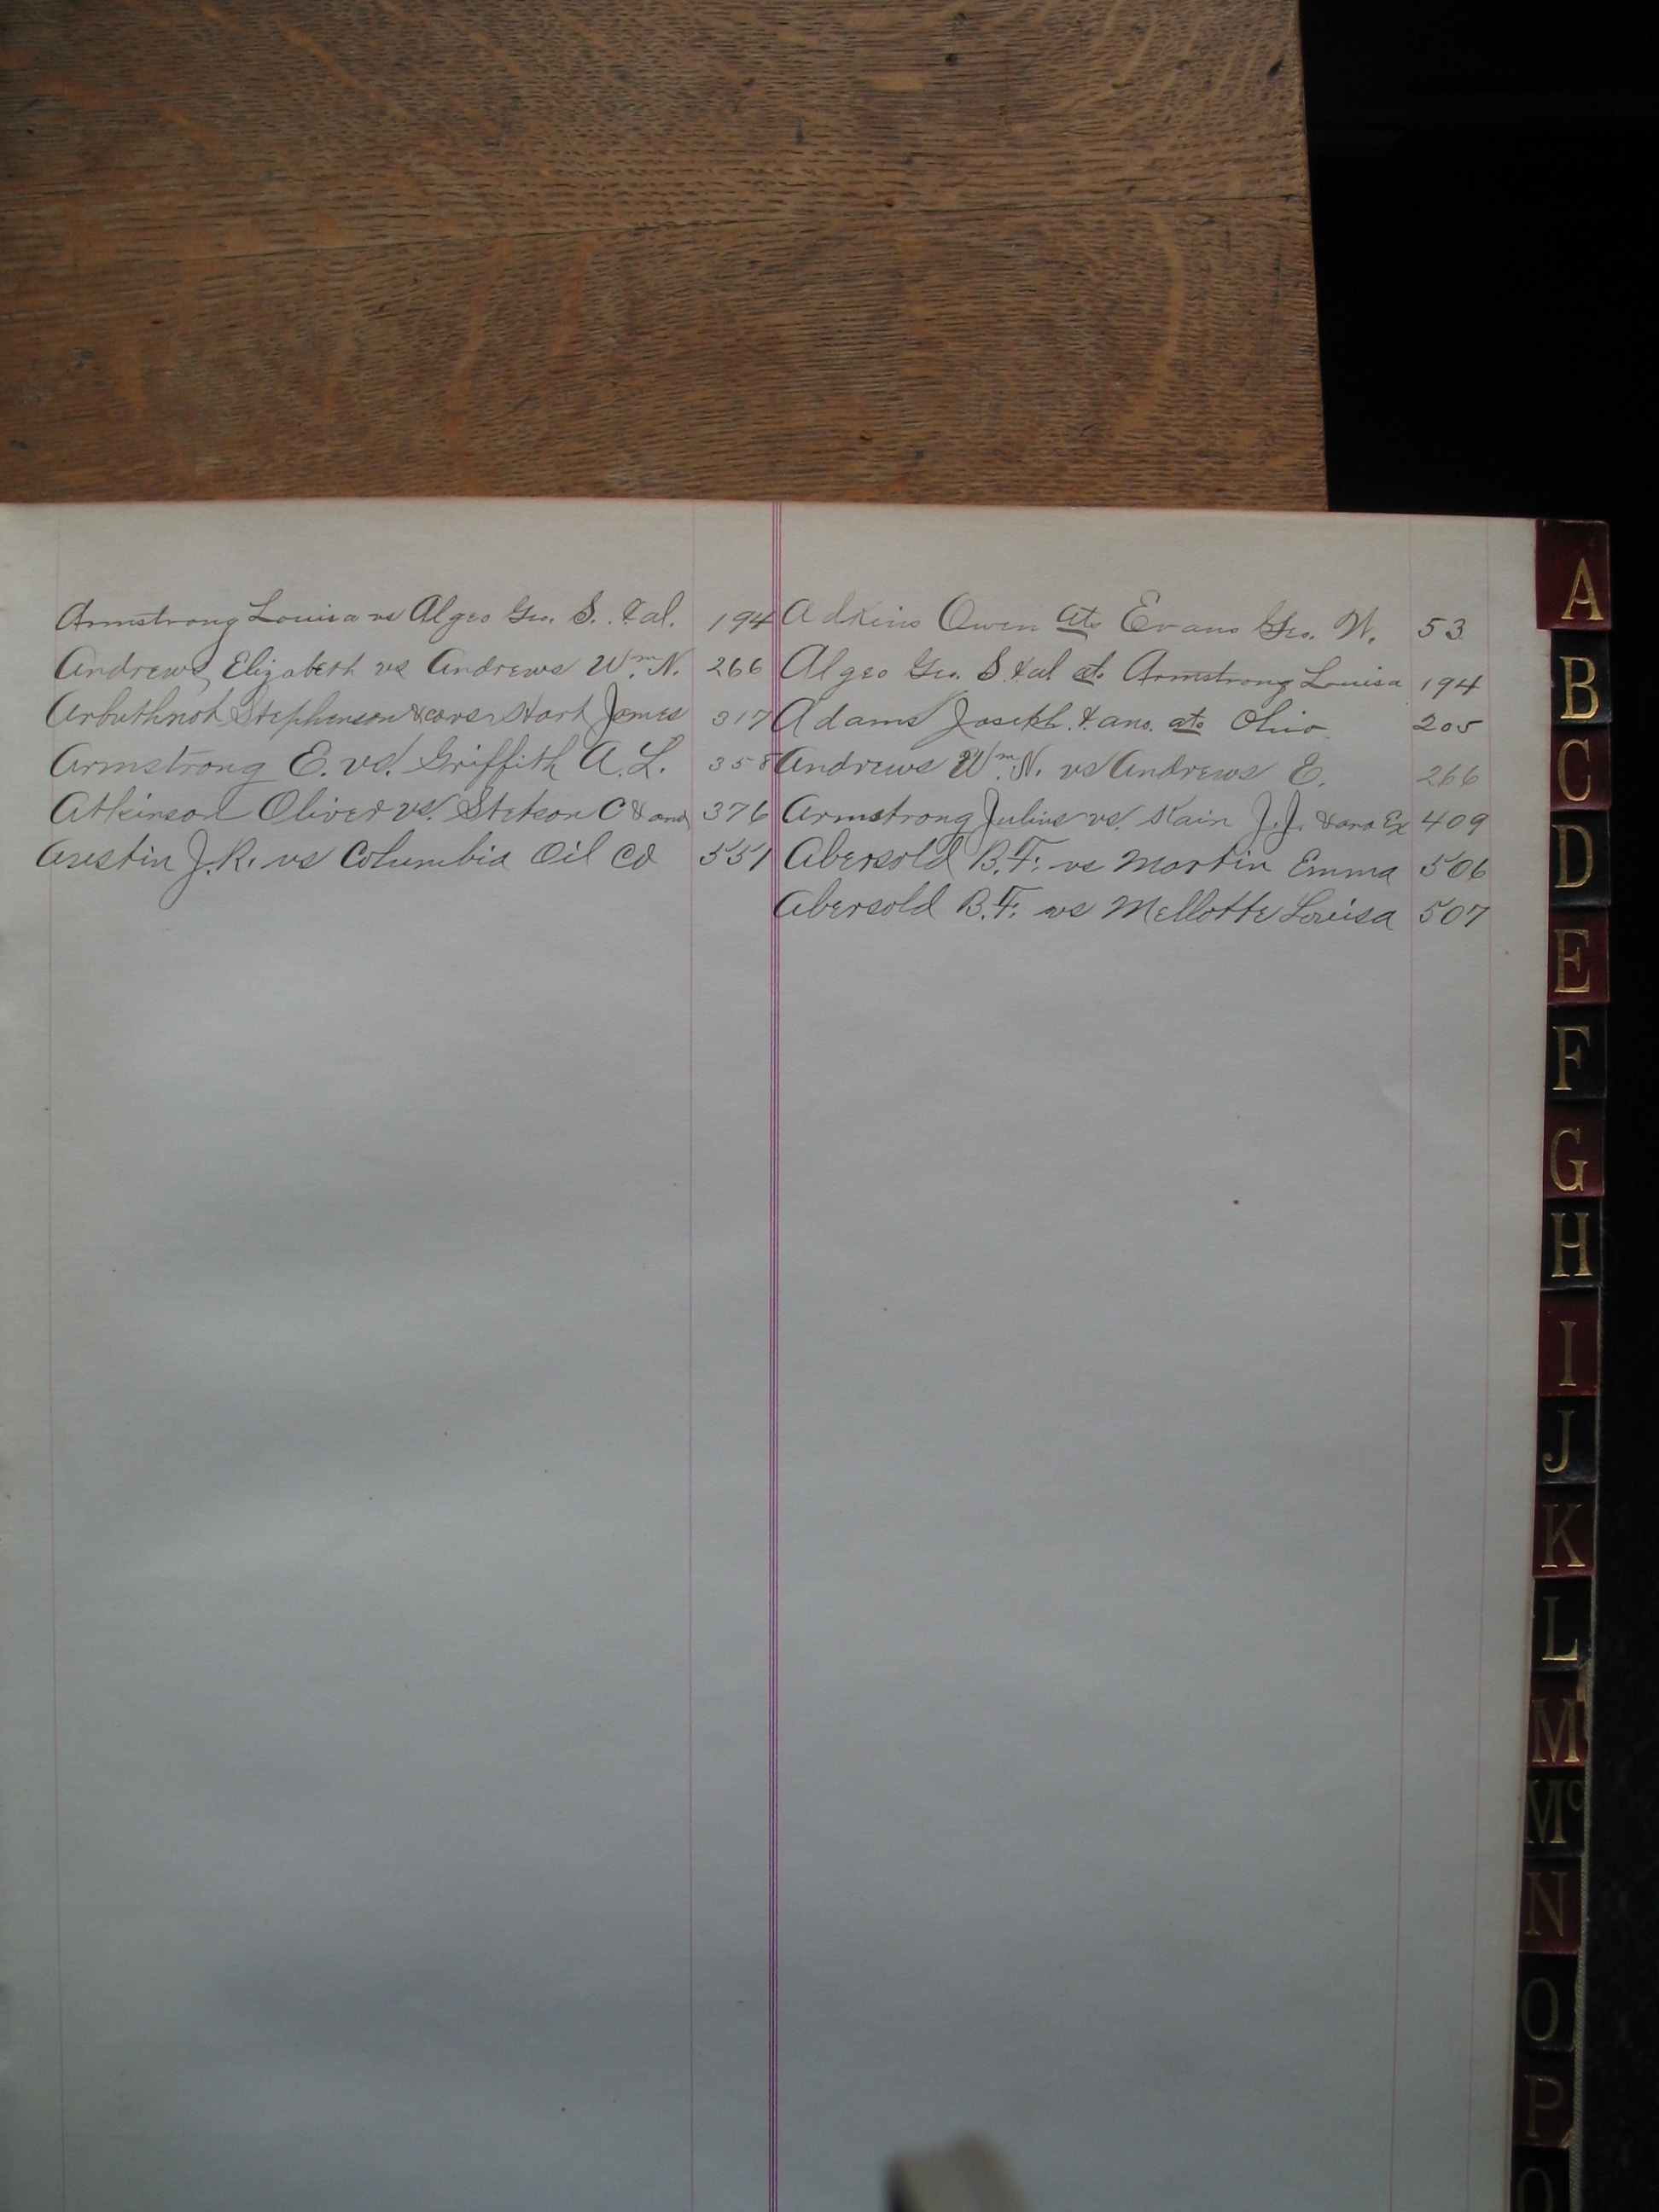 Armstrong Louisa vs Algeo Geo. S. & al. 194
Andrews, Elizabeth vs Andrews Wm. N. 266
Arbuthnot Stephenson & co vs Hart James 317
Armstrong E. vs. Griffith A. L. 358
Atkinson Oliver vs. Stetson C & ano 376
Austin J. R. vs Columbia Oil Co 551
Adkins Owen ats Evans Geo. W. 53
Algeo Geo. S & al ats Armstrong Louisa 194
Adams Joseph & ano. ats Ohio 205
Andrews Wm. N. vs Andrews E. 266
Armstrong Julius vs. Kain J. J. & ano Ex 409
Abersold B. F. vs Martin Emma 506
Abersold B. F. vs Mellotte Louisa 507
A
B
C
D
E
F
G
H
I
J
K
L
M
Mc
N
O
P